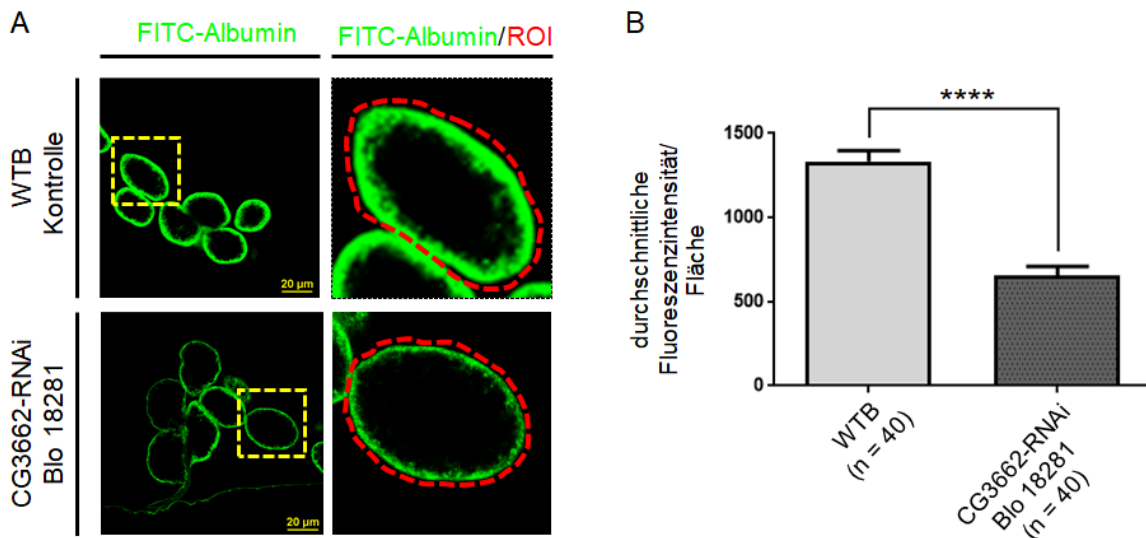 A
FITC-Albumin
FITC-Albumin/ROI
WTB
Kontrolle
20 µm
CG3662-RNAi
Blo 18281
20 µm
B
****
durchschnittliche
Fluoreszenzintensität/
Fläche
1500
1000
500
0
WTB
(n = 40)
CG3662-RNAi
Blo 18281
(n = 40)